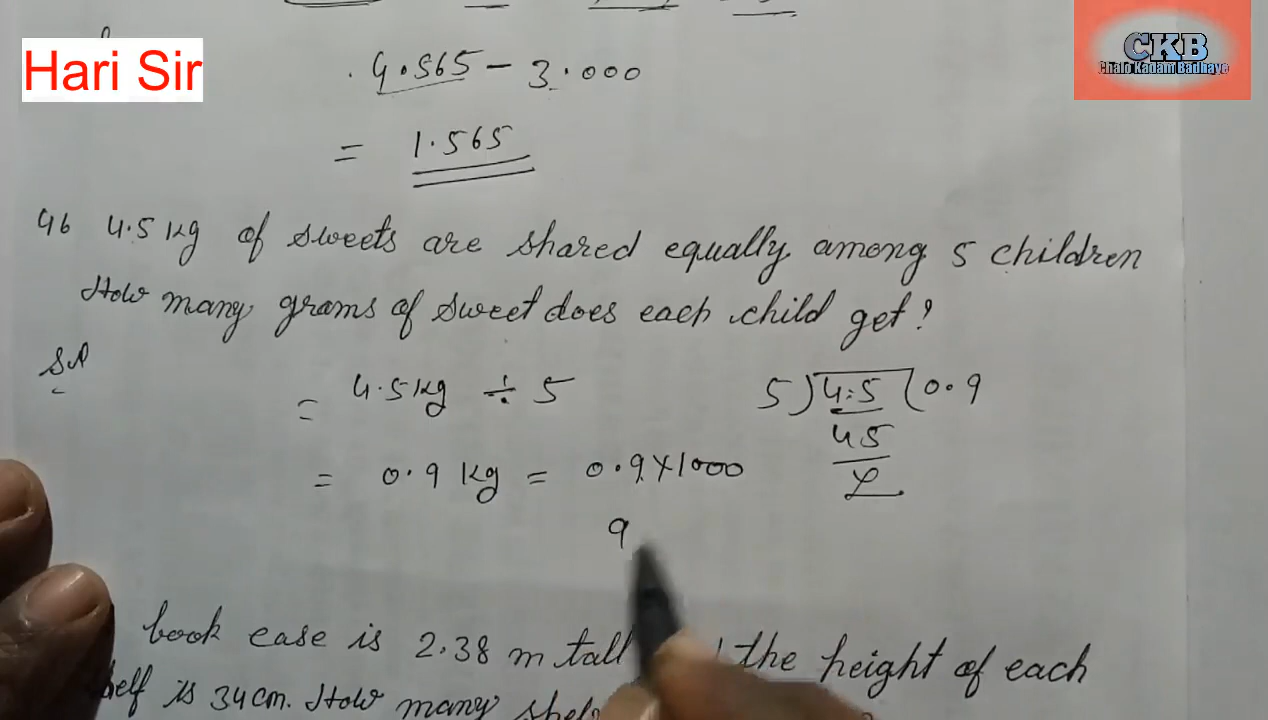 Hari Sir
CKB
Chalo Kadam Badhaye
4.565 - 3.000
= 1.565
46 4.5 kg of sweets are shared equally among 5 children
How many grams of sweet does each child get?
Sol
= 4.5 kg ÷ 5
5)4.5(0.9
45
= 0.9 kg = 0.9 × 1000
9
book case is 2.38 m tall the height of each
is 34 cm. How many